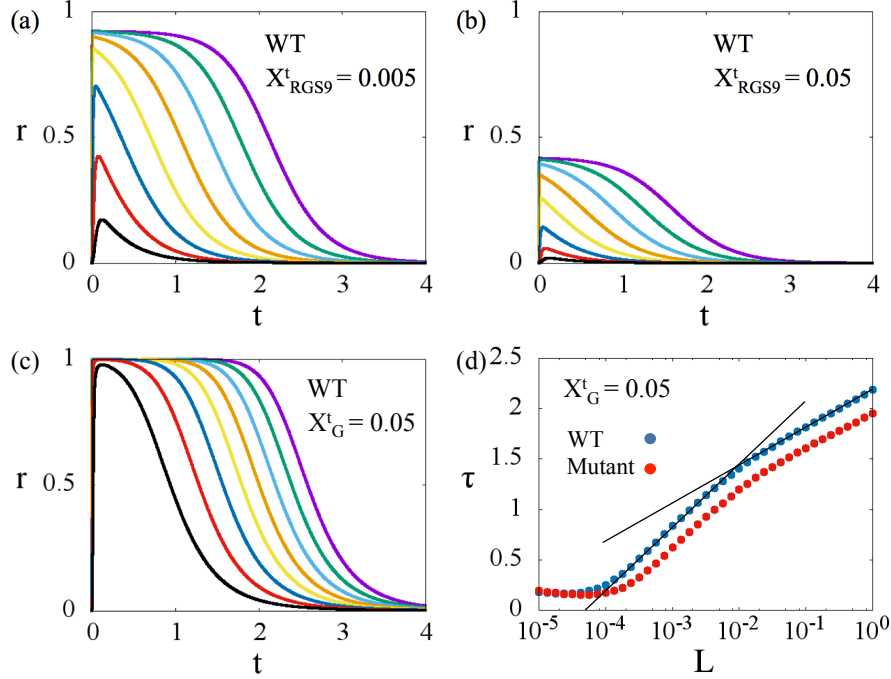 (a)
1
0.5
0
r
WT
X^t_RGS9 = 0.005
0 1 2 3 4
t
(b)
1
0.5
0
r
WT
X^t_RGS9 = 0.05
0 1 2 3 4
t
(c)
1
0.5
0
r
WT
X^t_G = 0.05
0 1 2 3 4
t
(d)
2.5
2
1.5
1
0.5
0
τ
X^t_G = 0.05
WT
Mutant
10^-5 10^-4 10^-3 10^-2 10^-1 10^0
L